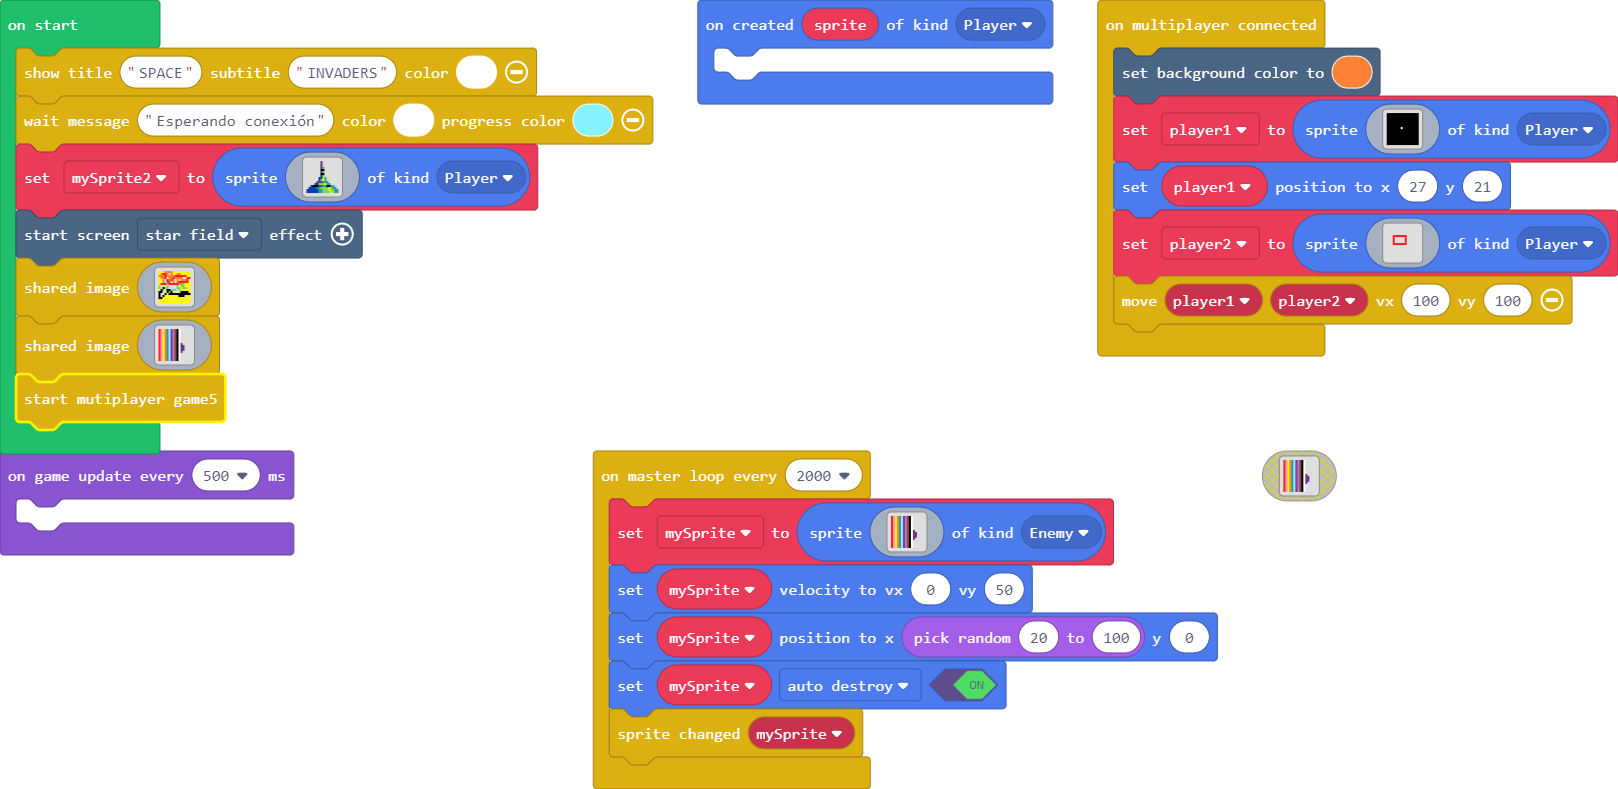 on start
show title "SPACE" subtitle "INVADERS" color
wait message "Esperando conexión" color progress color
set mySprite2 to sprite of kind Player
start screen star field effect
shared image
shared image
start mutiplayer game5
on game update every 500 ms
on created sprite of kind Player
on multiplayer connected
set background color to
set player1 to sprite of kind Player
set player1 position to x 27 y 21
set player2 to sprite of kind Player
move player1 player2 vx 100 vy 100
on master loop every 2000
set mySprite to sprite of kind Enemy
set mySprite velocity to vx 0 vy 50
set mySprite position to x pick random 20 to 100 y 0
set mySprite auto destroy ON
sprite changed mySprite